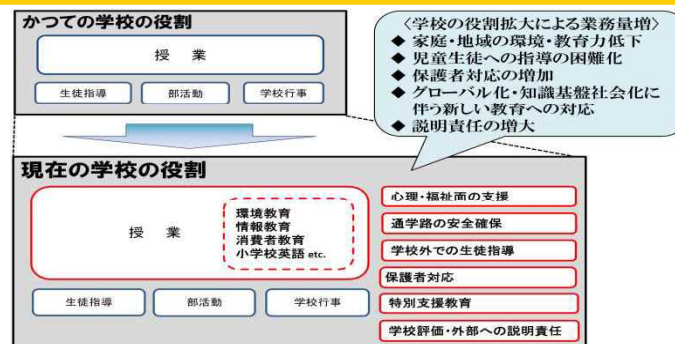 かつての学校の役割
授　業
生徒指導
部活動
学校行事
〈学校の役割拡大による業務量増〉
◆ 家庭・地域の環境・教育力低下
◆ 児童生徒への指導の困難化
◆ 保護者対応の増加
◆ グローバル化・知識基盤社会化に
伴う新しい教育への対応
◆ 説明責任の増大
現在の学校の役割
授　業
環境教育
情報教育
消費者教育
小学校英語 etc.
生徒指導
部活動
学校行事
心理・福祉面の支援
通学路の安全確保
学校外での生徒指導
保護者対応
特別支援教育
学校評価・外部への説明責任